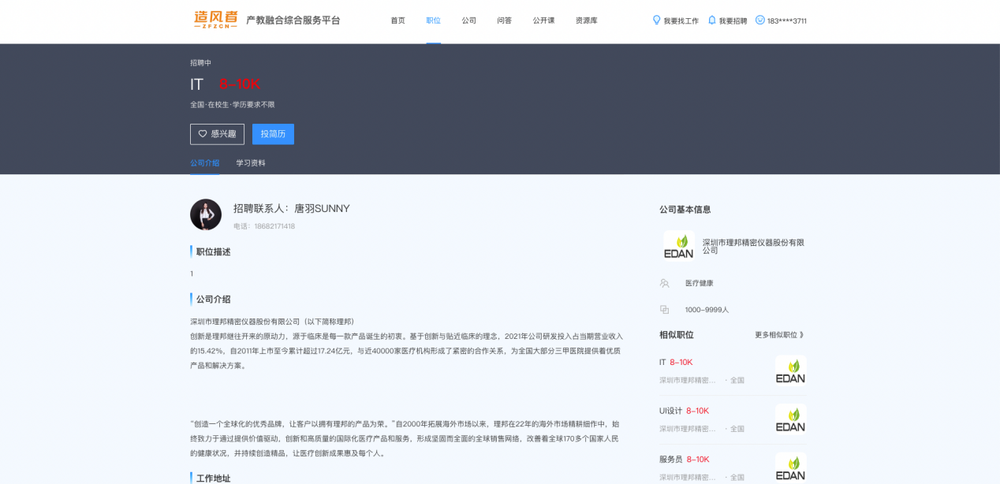 造风者
ZFZCN
产教融合综合服务平台
首页
职位
公司
问答
公开课
资源库
我要找工作
我要招聘
183****3711
招聘中
IT 8-10K
全国·在校生·学历要求不限
感兴趣
投简历
公司介绍
学习资料
招聘联系人：唐羽SUNNY
电话：18682171418
职位描述
1
公司介绍
深圳市理邦精密仪器股份有限公司（以下简称理邦）
创新是理邦继往开来的原动力，源于临床是每一款产品诞生的初衷。基于创新与贴近临床的理念，2021年公司研发投入占当期营业收入
的15.42%，自2011年上市至今累计超过17.24亿元，与近40000家医疗机构形成了紧密的合作关系，为全国大部分三甲医院提供着优质
产品和解决方案。
“创造一个全球化的优秀品牌，让客户以拥有理邦的产品为荣。”自2000年拓展海外市场以来，理邦在22年的海外市场精耕细作中，始
终致力于通过提供价值驱动，创新和高质量的国际化医疗产品和服务，形成坚固而全面的全球销售网络，改善着全球170多个国家人民
的健康状况，并持续创造精品，让医疗创新成果惠及每个人。
工作地址
公司基本信息
EDAN
深圳市理邦精密仪器股份有限
公司
医疗健康
1000-9999人
相似职位
更多相似职位 》
IT 8-10K
深圳市理邦精密... · 全国
EDAN
UI设计 8-10K
深圳市理邦精密... · 全国
EDAN
服务员 8-10K
深圳市理邦精密... · 全国
EDAN